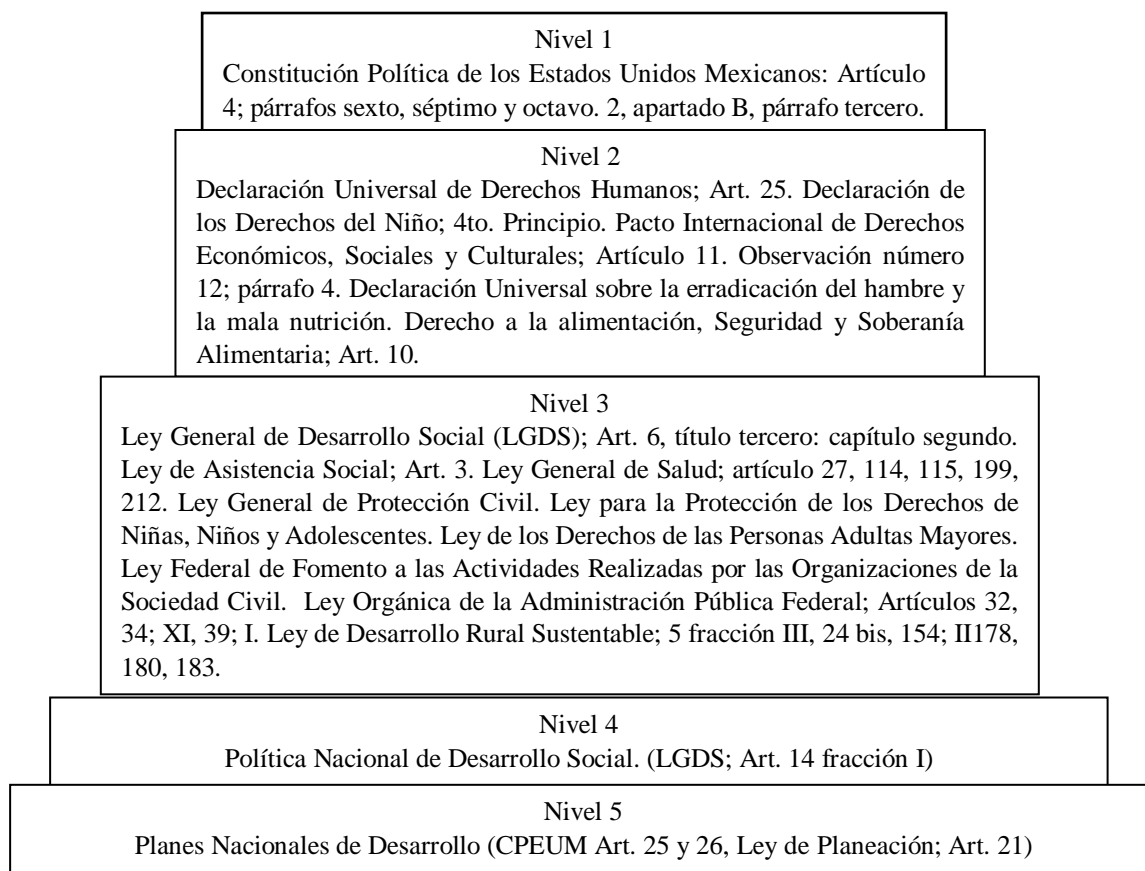 Nivel 1
Constitución Política de los Estados Unidos Mexicanos: Artículo
4; párrafos sexto, séptimo y octavo. 2, apartado B, párrafo tercero.
Nivel 2
Declaración Universal de Derechos Humanos; Art. 25. Declaración de
los Derechos del Niño; 4to. Principio. Pacto Internacional de Derechos
Económicos, Sociales y Culturales; Artículo 11. Observación número
12; párrafo 4. Declaración Universal sobre la erradicación del hambre y
la mala nutrición. Derecho a la alimentación, Seguridad y Soberanía
Alimentaria; Art. 10.
Nivel 3
Ley General de Desarrollo Social (LGDS); Art. 6, título tercero: capítulo segundo.
Ley de Asistencia Social; Art. 3. Ley General de Salud; artículo 27, 114, 115, 199,
212. Ley General de Protección Civil. Ley para la Protección de los Derechos de
Niñas, Niños y Adolescentes. Ley de los Derechos de las Personas Adultas Mayores.
Ley Federal de Fomento a las Actividades Realizadas por las Organizaciones de la
Sociedad Civil. Ley Orgánica de la Administración Pública Federal; Artículos 32,
34; XI, 39; I. Ley de Desarrollo Rural Sustentable; 5 fracción III, 24 bis, 154; II178,
180, 183.
Nivel 4
Política Nacional de Desarrollo Social. (LGDS; Art. 14 fracción I)
Nivel 5
Planes Nacionales de Desarrollo (CPEUM Art. 25 y 26, Ley de Planeación; Art. 21)